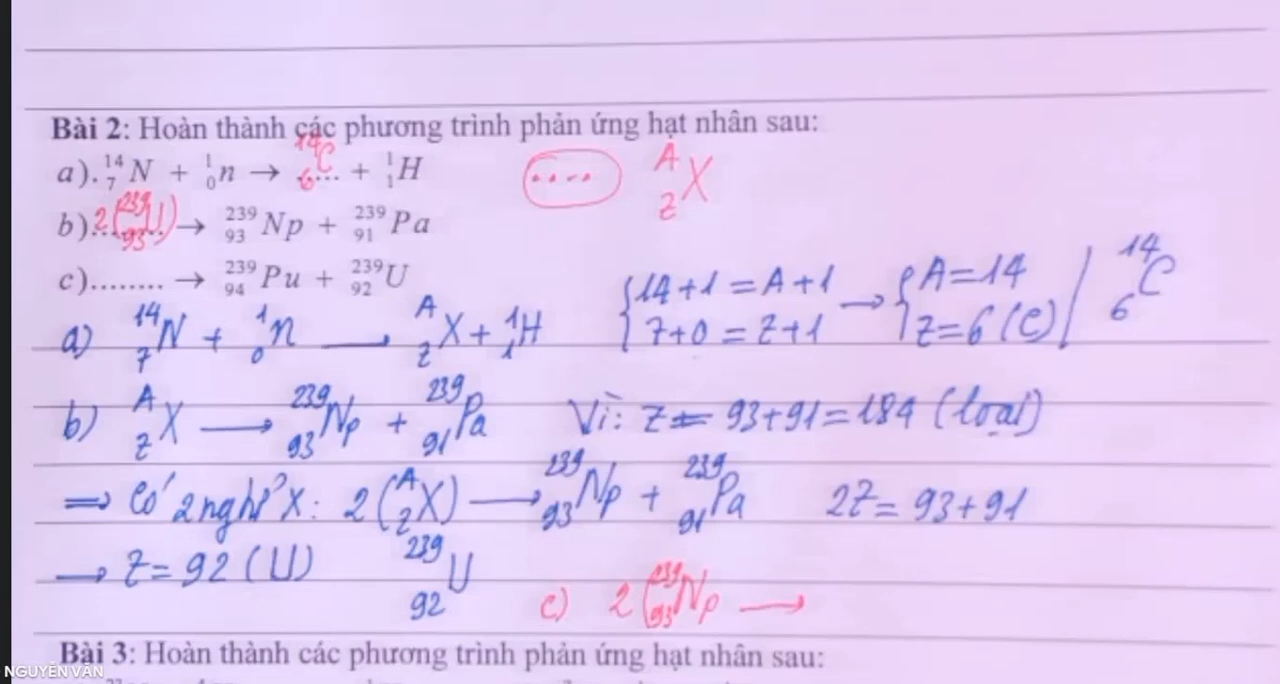 Bài 2: Hoàn thành các phương trình phản ứng hạt nhân sau:
a). ¹⁴₇N + ¹₀n → ¹⁴₆C... + ¹₁H .... ᴬ_Z X
b) 2(²³⁹₉₃U) → ²³⁹₉₃Np + ²³⁹₉₁Pa
c)........ → ²³⁹₉₄Pu + ²³⁹₉₂U
a) ¹⁴₇N + ¹₀n → ᴬ_Z X + ¹₁H { 14+1 = A+1 7+0 = Z+1 → { A = 14 Z = 6 (C) / ¹⁴₆C
b) ᴬ_Z X → ²³⁹₉₃Np + ²³⁹₉₁Pa Vì: Z = 93+91 = 184 (loại)
⇒ Có 2 nghỉ X: 2(ᴬ_Z X) → ²³⁹₉₃Np + ²³⁹₉₁Pa 2Z = 93+91
→ Z = 92 (U) ²³⁹₉₂U c) 2(²³⁹₉₃Np →
Bài 3: Hoàn thành các phương trình phản ứng hạt nhân sau:
NGUYỄN VĂN